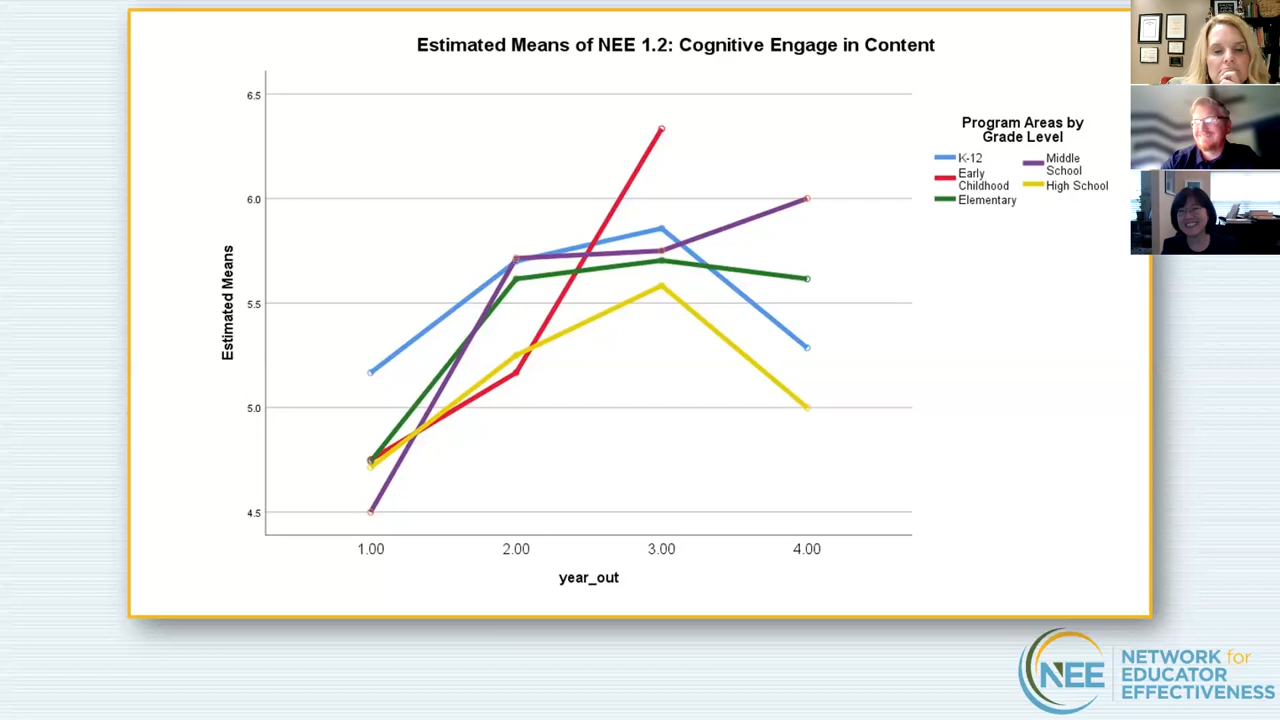 Estimated Means of NEE 1.2: Cognitive Engage in Content
Estimated Means
6.5
6.0
5.5
5.0
4.5
1.00 2.00 3.00 4.00
year_out
Program Areas by
Grade Level
K-12
Early
Childhood
Elementary
Middle
School
High School
NEE
NETWORK for
EDUCATOR
EFFECTIVENESS